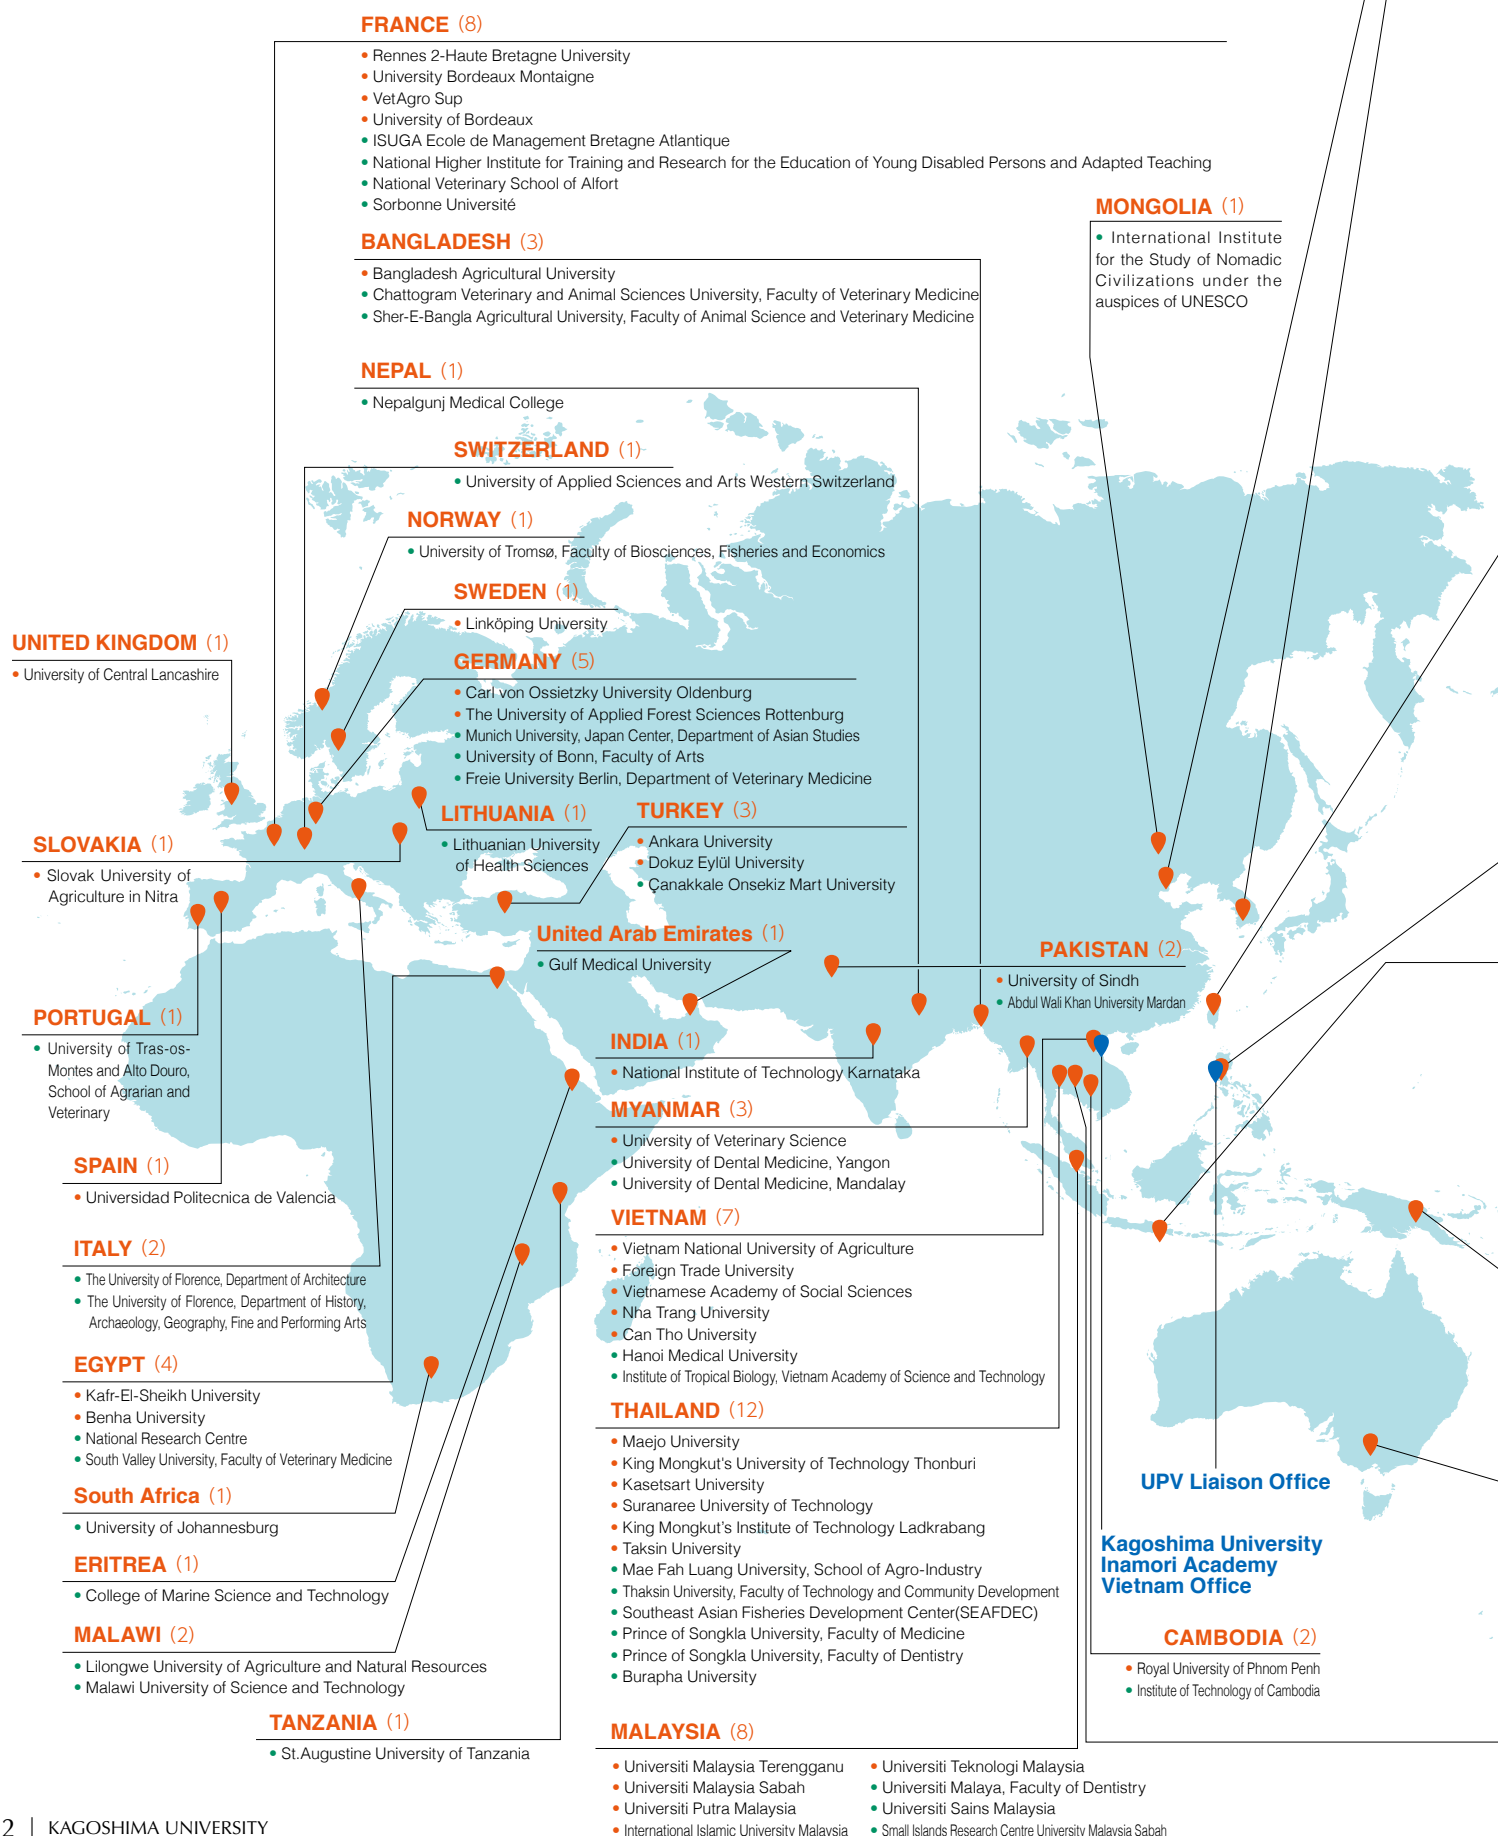 FRANCE (8)
• Rennes 2-Haute Bretagne University
• University Bordeaux Montaigne
• VetAgro Sup
• University of Bordeaux
• ISUGA Ecole de Management Bretagne Atlantique
• National Higher Institute for Training and Research for the Education of Young Disabled Persons and Adapted Teaching
• National Veterinary School of Alfort
• Sorbonne Université
MONGOLIA (1)
• International Institute
for the Study of Nomadic
Civilizations under the
auspices of UNESCO
BANGLADESH (3)
• Bangladesh Agricultural University
• Chattogram Veterinary and Animal Sciences University, Faculty of Veterinary Medicine
• Sher-E-Bangla Agricultural University, Faculty of Animal Science and Veterinary Medicine
NEPAL (1)
• Nepalgunj Medical College
SWITZERLAND (1)
• University of Applied Sciences and Arts Western Switzerland
NORWAY (1)
• University of Tromsø, Faculty of Biosciences, Fisheries and Economics
SWEDEN (1)
• Linköping University
UNITED KINGDOM (1)
• University of Central Lancashire
GERMANY (5)
• Carl von Ossietzky University Oldenburg
• The University of Applied Forest Sciences Rottenburg
• Munich University, Japan Center, Department of Asian Studies
• University of Bonn, Faculty of Arts
• Freie University Berlin, Department of Veterinary Medicine
LITHUANIA (1)
• Lithuanian University
of Health Sciences
TURKEY (3)
• Ankara University
• Dokuz Eylül University
• Çanakkale Onsekiz Mart University
SLOVAKIA (1)
• Slovak University of
Agriculture in Nitra
United Arab Emirates (1)
• Gulf Medical University
PAKISTAN (2)
• University of Sindh
• Abdul Wali Khan University Mardan
PORTUGAL (1)
• University of Tras-os-
Montes and Alto Douro,
School of Agrarian and
Veterinary
INDIA (1)
• National Institute of Technology Karnataka
MYANMAR (3)
• University of Veterinary Science
• University of Dental Medicine, Yangon
• University of Dental Medicine, Mandalay
SPAIN (1)
• Universidad Politecnica de Valencia
VIETNAM (7)
• Vietnam National University of Agriculture
• Foreign Trade University
• Vietnamese Academy of Social Sciences
• Nha Trang University
• Can Tho University
• Hanoi Medical University
• Institute of Tropical Biology, Vietnam Academy of Science and Technology
ITALY (2)
• The University of Florence, Department of Architecture
• The University of Florence, Department of History,
Archaeology, Geography, Fine and Performing Arts
EGYPT (4)
• Kafr-El-Sheikh University
• Benha University
• National Research Centre
• South Valley University, Faculty of Veterinary Medicine
THAILAND (12)
• Maejo University
• King Mongkut's University of Technology Thonburi
• Kasetsart University
• Suranaree University of Technology
• King Mongkut's Institute of Technology Ladkrabang
• Taksin University
• Mae Fah Luang University, School of Agro-Industry
• Thaksin University, Faculty of Technology and Community Development
• Southeast Asian Fisheries Development Center(SEAFDEC)
• Prince of Songkla University, Faculty of Medicine
• Prince of Songkla University, Faculty of Dentistry
• Burapha University
UPV Liaison Office
South Africa (1)
• University of Johannesburg
Kagoshima University
Inamori Academy
Vietnam Office
ERITREA (1)
• College of Marine Science and Technology
MALAWI (2)
• Lilongwe University of Agriculture and Natural Resources
• Malawi University of Science and Technology
CAMBODIA (2)
• Royal University of Phnom Penh
• Institute of Technology of Cambodia
TANZANIA (1)
• St.Augustine University of Tanzania
MALAYSIA (8)
• Universiti Malaysia Terengganu
• Universiti Malaysia Sabah
• Universiti Putra Malaysia
• International Islamic University Malaysia
• Universiti Teknologi Malaysia
• Universiti Malaya, Faculty of Dentistry
• Universiti Sains Malaysia
• Small Islands Research Centre University Malaysia Sabah
2 | KAGOSHIMA UNIVERSITY